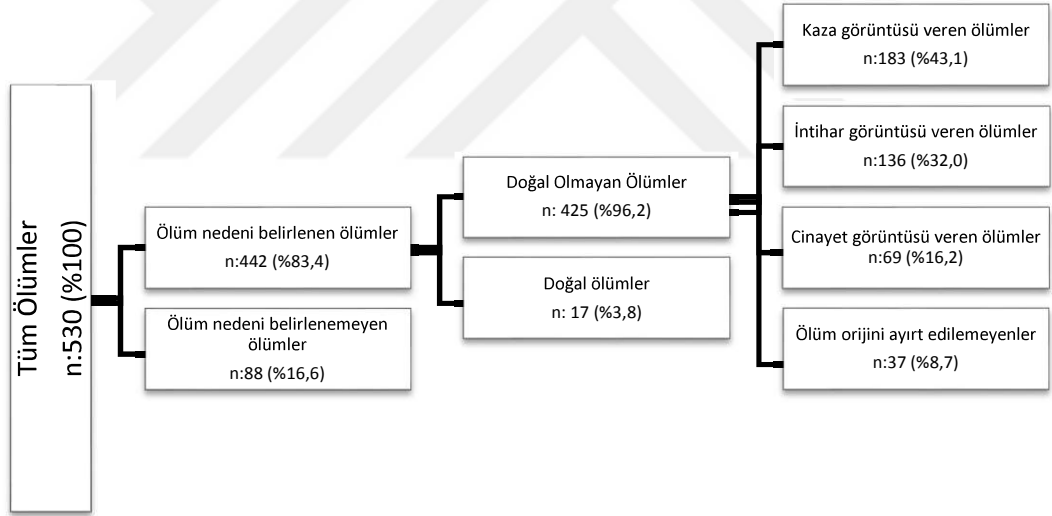 Tüm Ölümler
n:530 (%100)
Ölüm nedeni belirlenen ölümler
n:442 (%83,4)
Ölüm nedeni belirlenemeyen
ölümler
n:88 (%16,6)
Doğal Olmayan Ölümler
n: 425 (%96,2)
Doğal ölümler
n: 17 (%3,8)
Kaza görüntüsü veren ölümler
n:183 (%43,1)
İntihar görüntüsü veren ölümler
n:136 (%32,0)
Cinayet görüntüsü veren ölümler
n:69 (%16,2)
Ölüm orijini ayırt edilemeyenler
n:37 (%8,7)